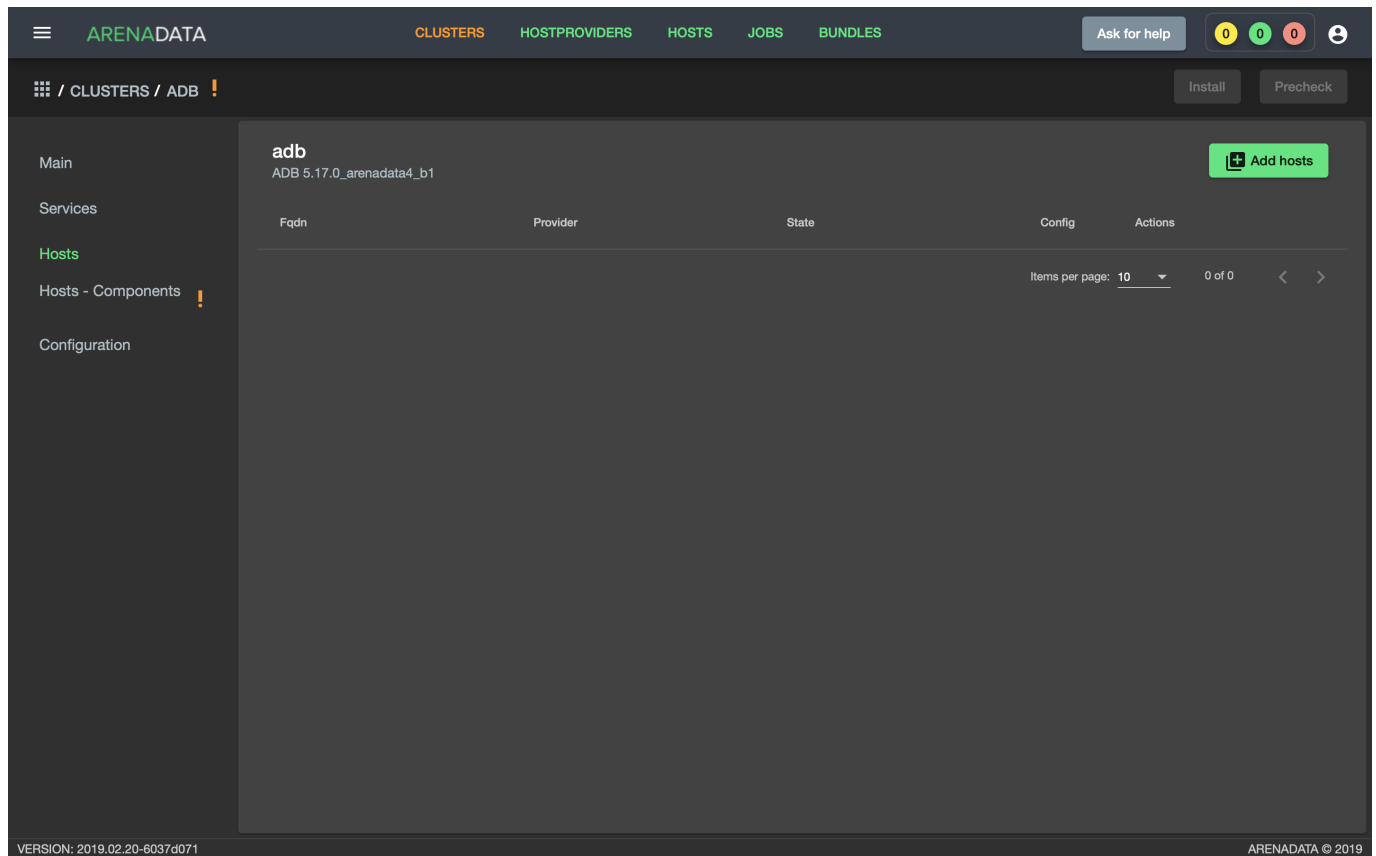 ARENADATA CLUSTERS HOSTPROVIDERS HOSTS JOBS BUNDLES Ask for help 0 0 0
/ CLUSTERS / ADB ! Install Precheck
Main
Services
Hosts
Hosts - Components !
Configuration
adb
ADB 5.17.0_arenadata4_b1
Add hosts
Fqdn Provider State Config Actions
Items per page: 10 0 of 0
VERSION: 2019.02.20-6037d071 ARENADATA © 2019